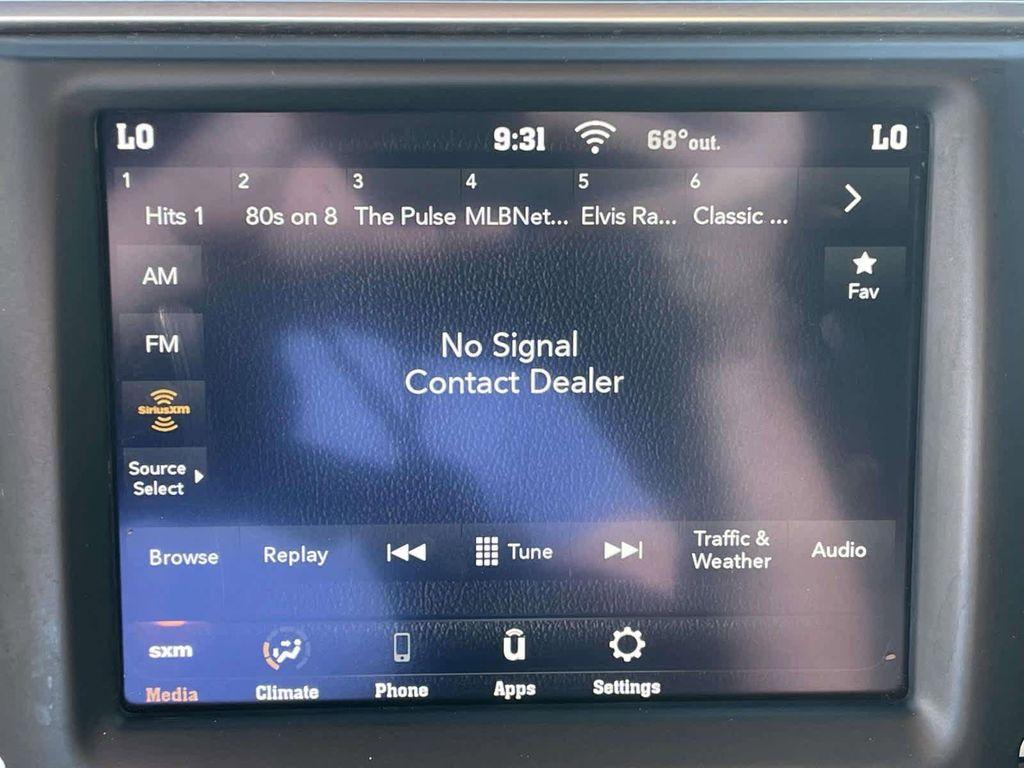 LO 9:31 68° out. LO
1 2 3 4 5 6
Hits 1 80s on 8 The Pulse MLBNet... Elvis Ra... Classic ...
AM
Fav
FM
No Signal
Contact Dealer
SiriusXM
Source
Select
Browse Replay Tune Traffic & Audio
Weather
sxm u
Media Climate Phone Apps Settings